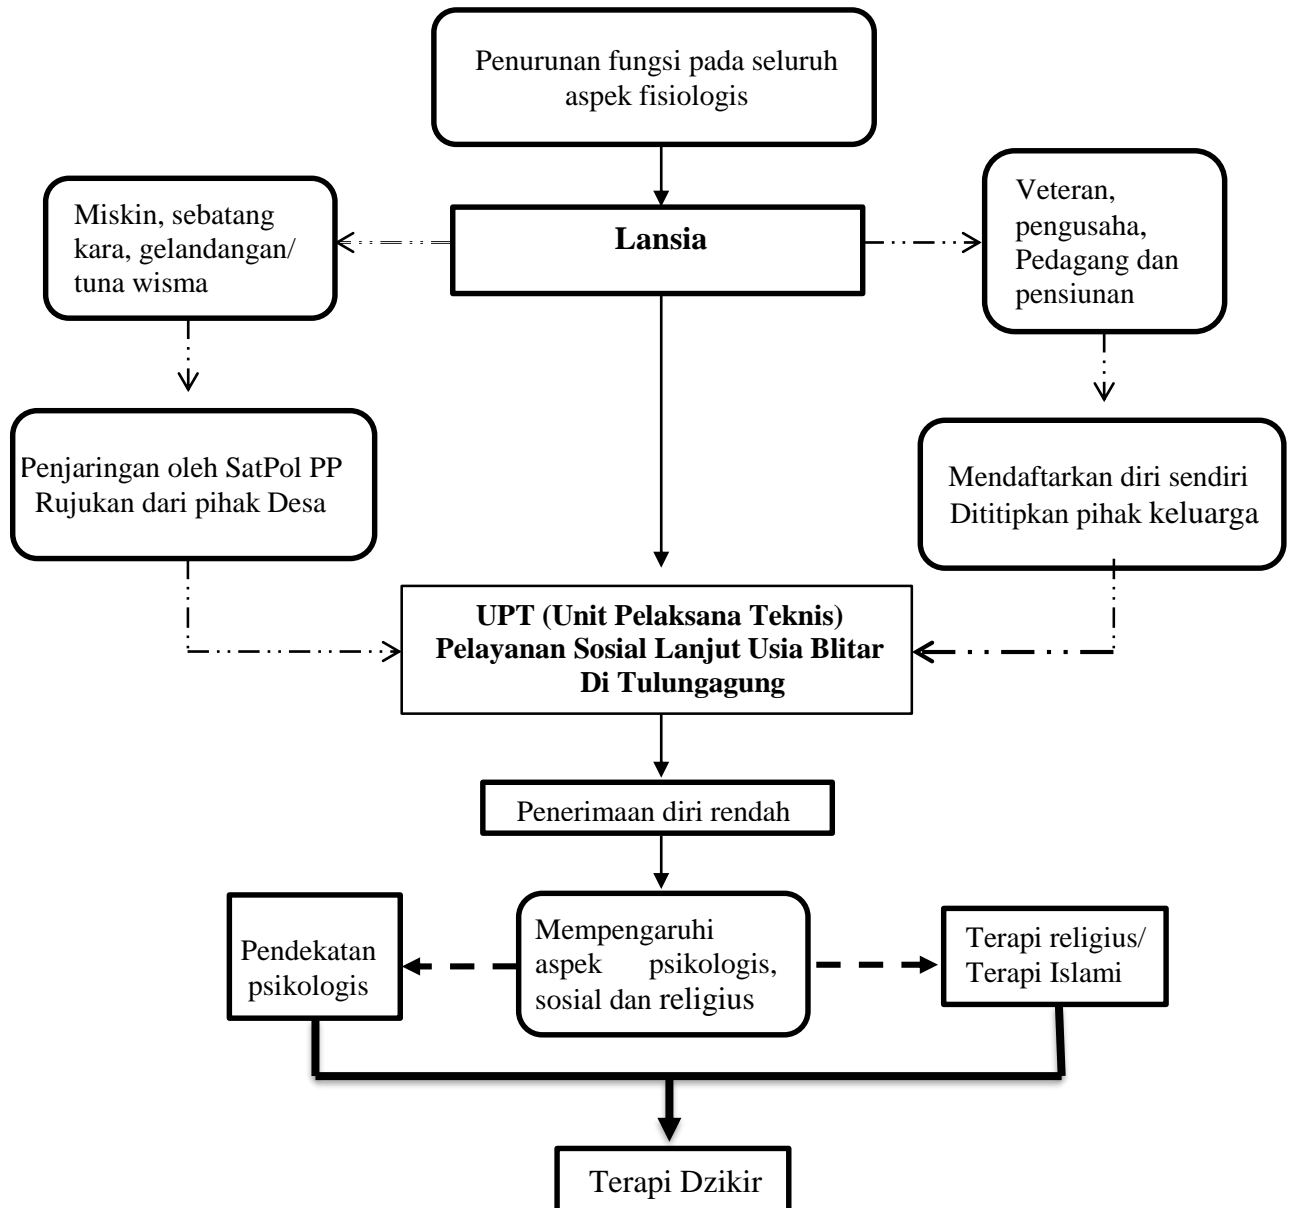 Penurunan fungsi pada seluruh
aspek fisiologis
Miskin, sebatang
kara, gelandangan/
tuna wisma
Lansia
Veteran,
pengusaha,
Pedagang dan
pensiunan
Penjaringan oleh SatPol PP
Rujukan dari pihak Desa
Mendaftarkan diri sendiri
Dititipkan pihak keluarga
UPT (Unit Pelaksana Teknis)
Pelayanan Sosial Lanjut Usia Blitar
Di Tulungagung
Penerimaan diri rendah
Pendekatan
psikologis
Mempengaruhi
aspek psikologis,
sosial dan religius
Terapi religius/
Terapi Islami
Terapi Dzikir